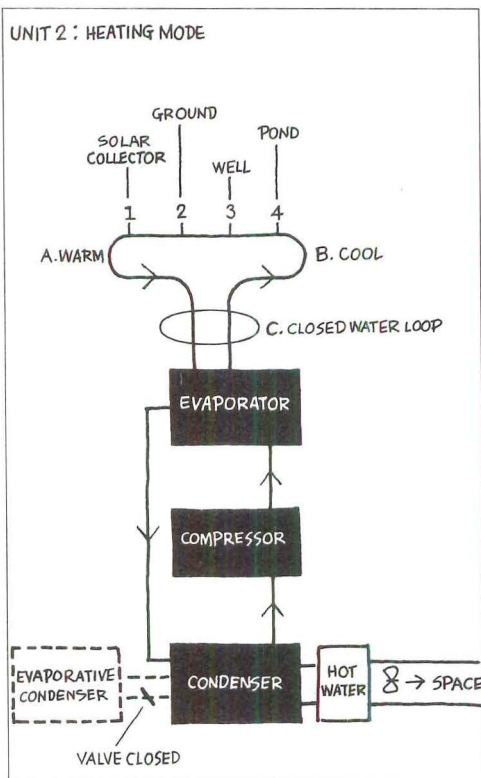 UNIT 2: HEATING MODE
GROUND
SOLAR
COLLECTOR
POND
WELL
1 2 3 4
A. WARM
B. COOL
C. CLOSED WATER LOOP
EVAPORATOR
COMPRESSOR
EVAPORATIVE
CONDENSER
CONDENSER
HOT
WATER
→ SPACE
VALVE CLOSED